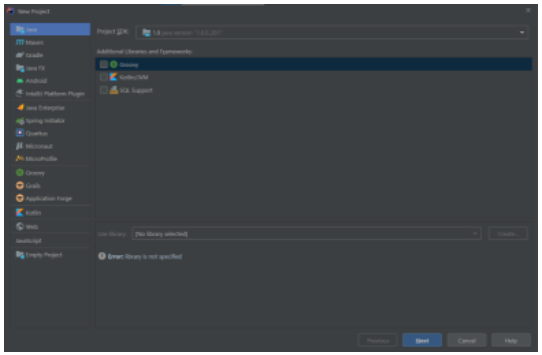 New Project
Java
Maven
Gradle
Java FX
Android
IntelliJ Platform Plugin
Java Enterprise
Spring Initializr
Quarkus
Micronaut
MicroProfile
Groovy
Grails
Application Forge
Kotlin
Web
JavaScript
Empty Project
Project SDK:
1.8 java version
Additional Libraries and Frameworks:
Groovy
Kotlin/JVM
SQL Support
Use library: [No library selected]
Create...
Error: library is not specified
Previous
Next
Cancel
Help